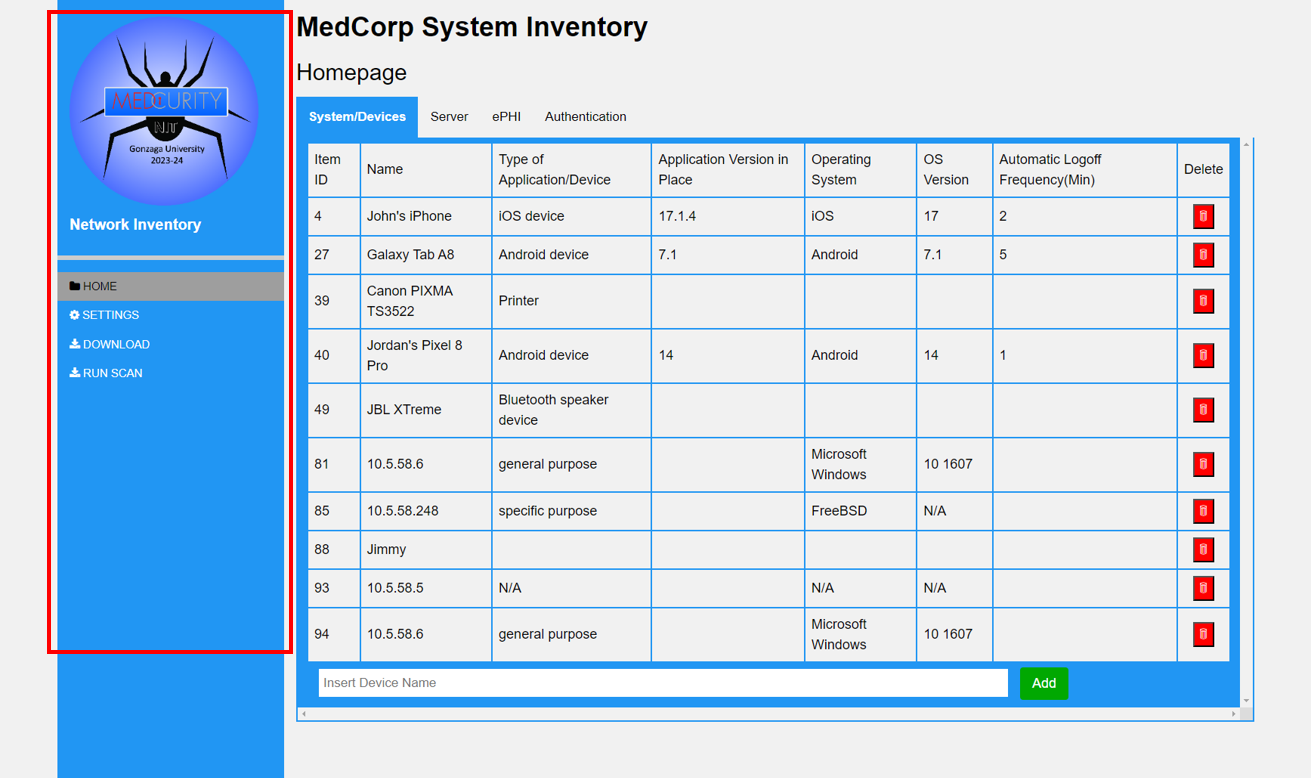 MEDCURITY
NIT
Gonzaga University
2023-24
Network Inventory
HOME
SETTINGS
DOWNLOAD
RUN SCAN
MedCorp System Inventory
Homepage
System/Devices Server ePHI Authentication
Item ID Name Type of Application/Device Application Version in Place Operating System OS Version Automatic Logoff Frequency(Min) Delete
4 John's iPhone iOS device 17.1.4 iOS 17 2
27 Galaxy Tab A8 Android device 7.1 Android 7.1 5
39 Canon PIXMA TS3522 Printer
40 Jordan's Pixel 8 Pro Android device 14 Android 14 1
49 JBL XTreme Bluetooth speaker device
81 10.5.58.6 general purpose Microsoft Windows 10 1607
85 10.5.58.248 specific purpose FreeBSD N/A
88 Jimmy
93 10.5.58.5 N/A N/A N/A
94 10.5.58.6 general purpose Microsoft Windows 10 1607
Insert Device Name Add